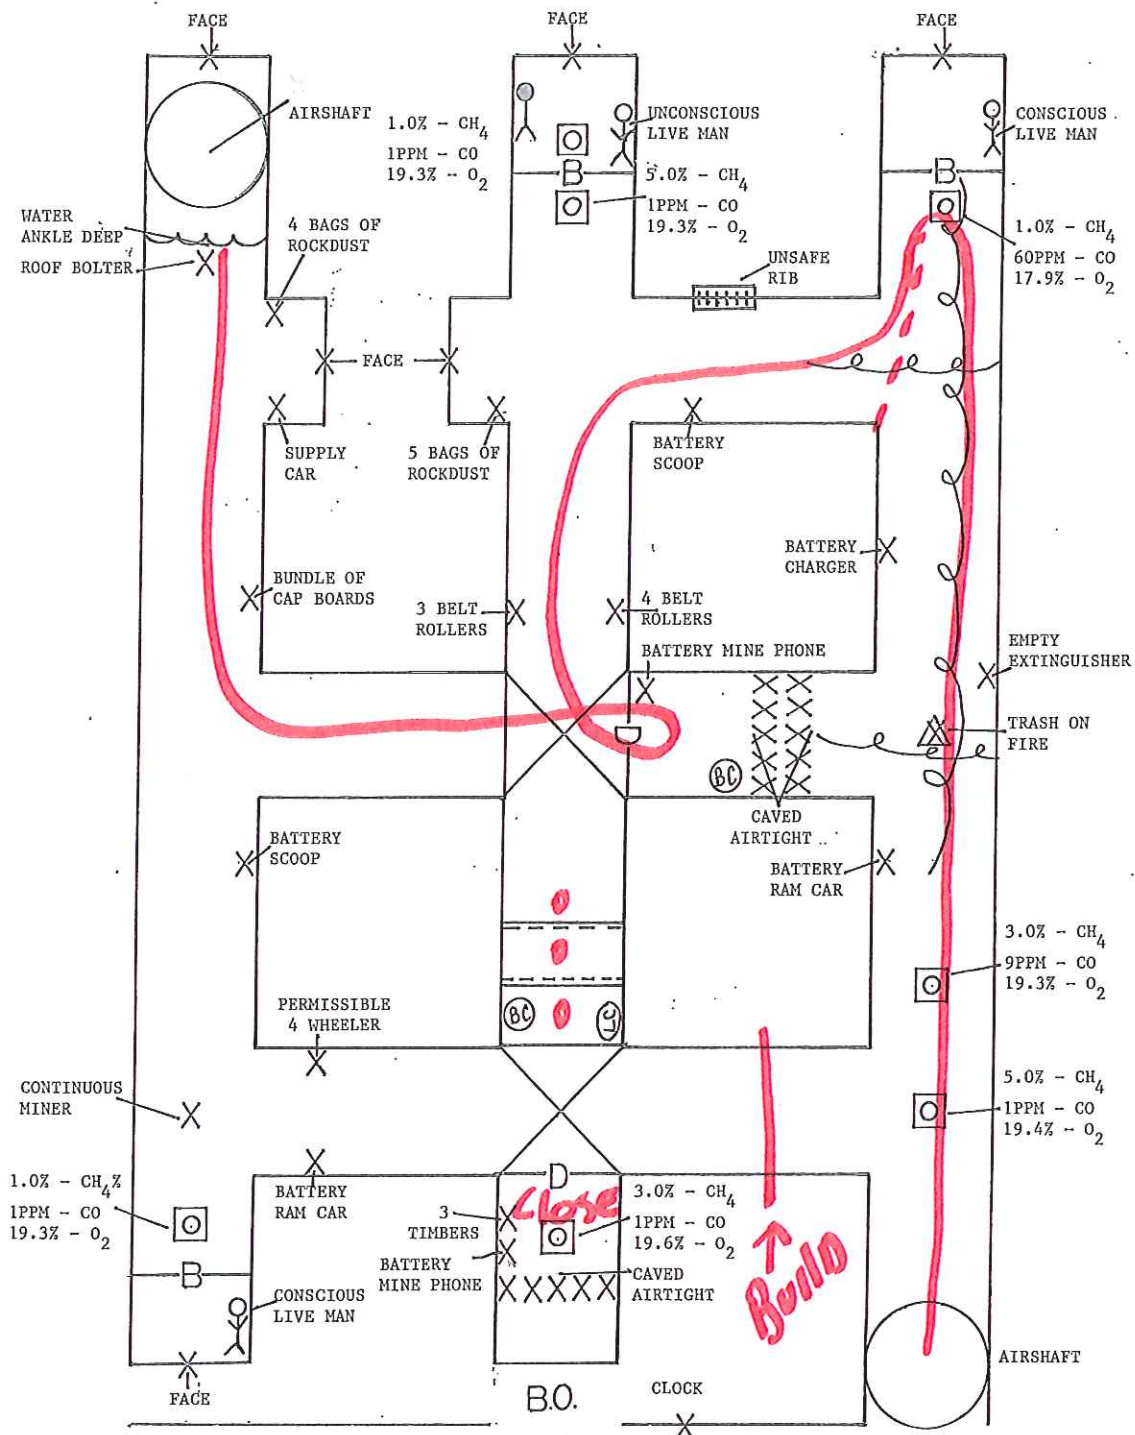 FACE
FACE
FACE
AIRSHAFT
1.0% - CH4
1PPM - CO
19.3% - O2
UNCONSCIOUS
LIVE MAN
CONSCIOUS
LIVE MAN
B
5.0% - CH4
1PPM - CO
19.3% - O2
B
WATER
ANKLE DEEP
ROOF BOLTER
4 BAGS OF
ROCKDUST
UNSAFE
RIB
1.0% - CH4
60PPM - CO
17.9% - O2
FACE
SUPPLY
CAR
5 BAGS OF
ROCKDUST
BATTERY
SCOOP
BATTERY
CHARGER
BUNDLE OF
CAP BOARDS
3 BELT
ROLLERS
4 BELT
ROLLERS
BATTERY MINE PHONE
EMPTY
EXTINGUISHER
D
TRASH ON
FIRE
BC
CAVED
AIRTIGHT
BATTERY
SCOOP
BATTERY
RAM CAR
3.0% - CH4
9PPM - CO
19.3% - O2
PERMISSIBLE
4 WHEELER
BC
CONTINUOUS
MINER
5.0% - CH4
1PPM - CO
19.4% - O2
1.0% - CH4%
1PPM - CO
19.3% - O2
BATTERY
RAM CAR
D
Close
3
TIMBERS
3.0% - CH4
1PPM - CO
19.6% - O2
BATTERY
MINE PHONE
CAVED
AIRTIGHT
Build
B
CONSCIOUS
LIVE MAN
FACE
B.O.
CLOCK
AIRSHAFT